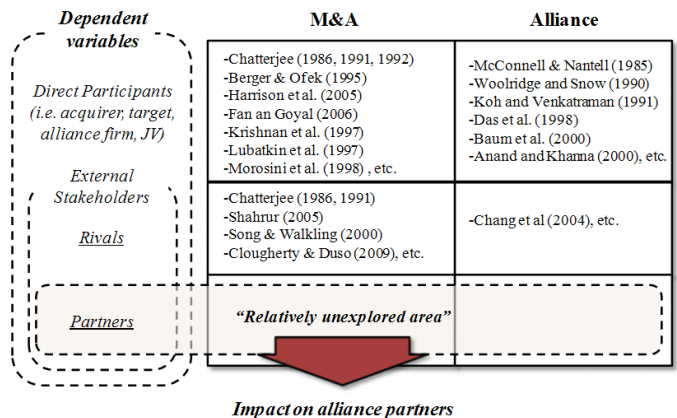 Dependent
variables
M&A
Alliance
Direct Participants
(i.e. acquirer, target,
alliance firm, JV)
-Chatterjee (1986, 1991, 1992)
-Berger & Ofek (1995)
-Harrison et al. (2005)
-Fan an Goyal (2006)
-Krishnan et al. (1997)
-Lubatkin et al. (1997)
-Morosini et al. (1998) , etc.
-McConnell & Nantell (1985)
-Woolridge and Snow (1990)
-Koh and Venkatraman (1991)
-Das et al. (1998)
-Baum et al. (2000)
-Anand and Khanna (2000), etc.
External
Stakeholders
Rivals
-Chatterjee (1986, 1991)
-Shahrur (2005)
-Song & Walkling (2000)
-Clougherty & Duso (2009), etc.
-Chang et al (2004), etc.
Partners
“Relatively unexplored area”
Impact on alliance partners